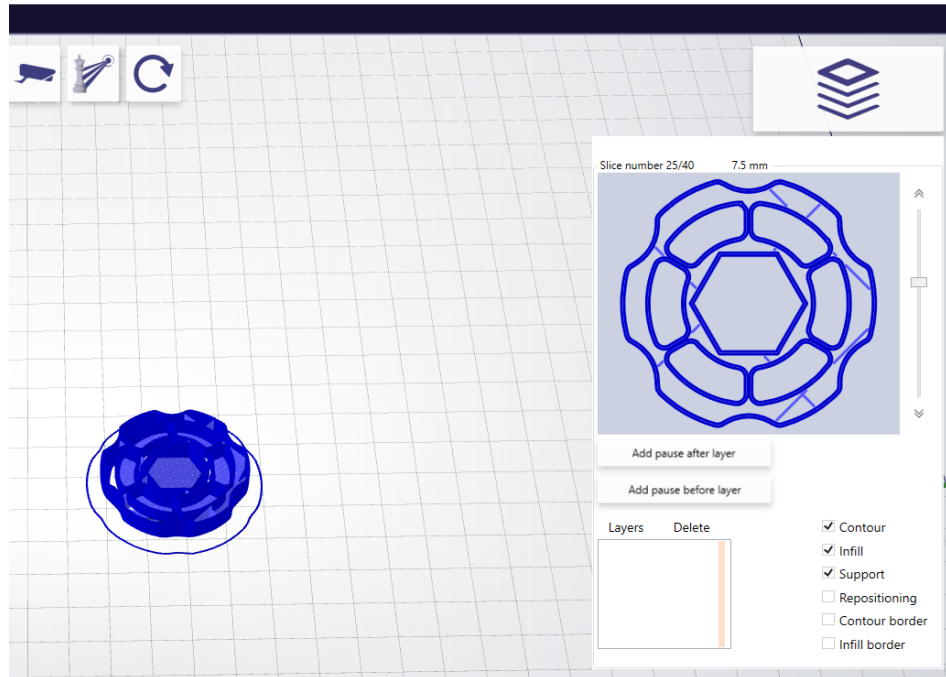 Slice number 25/40 7.5 mm
Add pause after layer
Add pause before layer
Layers Delete
Contour
Infill
Support
Repositioning
Contour border
Infill border